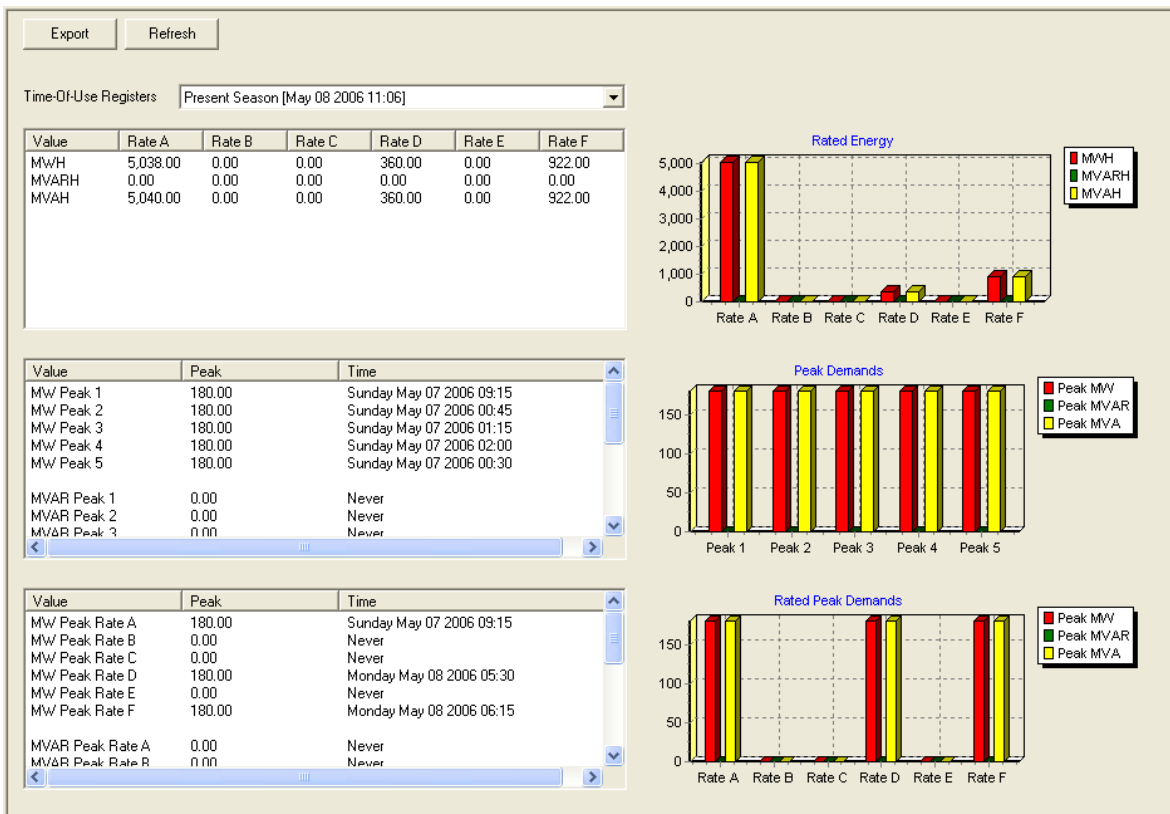 Export Refresh
Time-Of-Use Registers Present Season [May 08 2006 11:06]
Value Rate A Rate B Rate C Rate D Rate E Rate F
MWH 5,038.00 0.00 0.00 360.00 0.00 922.00
MVARH 0.00 0.00 0.00 0.00 0.00 0.00
MVAH 5,040.00 0.00 0.00 360.00 0.00 922.00
Rated Energy
5,000
4,000
3,000
2,000
1,000
0
Rate A Rate B Rate C Rate D Rate E Rate F
MWH
MVARH
MVAH
Value Peak Time
MW Peak 1 180.00 Sunday May 07 2006 09:15
MW Peak 2 180.00 Sunday May 07 2006 00:45
MW Peak 3 180.00 Sunday May 07 2006 01:15
MW Peak 4 180.00 Sunday May 07 2006 02:00
MW Peak 5 180.00 Sunday May 07 2006 00:30
MVAR Peak 1 0.00 Never
MVAR Peak 2 0.00 Never
MVAR Peak 3 0.00 Never
Peak Demands
150
100
50
0
Peak 1 Peak 2 Peak 3 Peak 4 Peak 5
Peak MW
Peak MVAR
Peak MVA
Value Peak Time
MW Peak Rate A 180.00 Sunday May 07 2006 09:15
MW Peak Rate B 0.00 Never
MW Peak Rate C 0.00 Never
MW Peak Rate D 180.00 Monday May 08 2006 05:30
MW Peak Rate E 0.00 Never
MW Peak Rate F 180.00 Monday May 08 2006 06:15
MVAR Peak Rate A 0.00 Never
MVAR Peak Rate B 0.00 Never
Rated Peak Demands
150
100
50
0
Rate A Rate B Rate C Rate D Rate E Rate F
Peak MW
Peak MVAR
Peak MVA